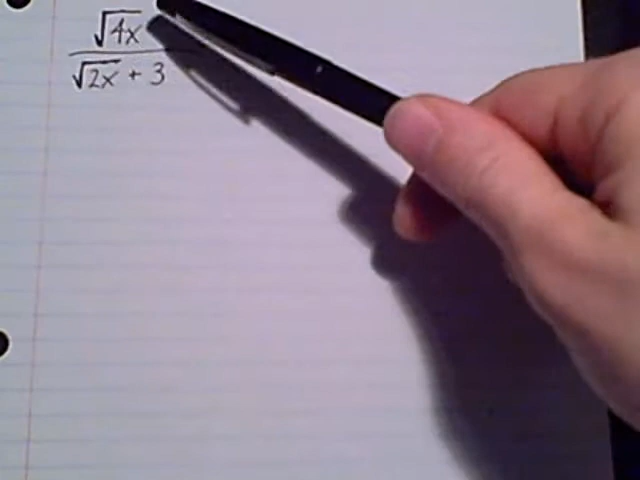 √4x
√2x + 3